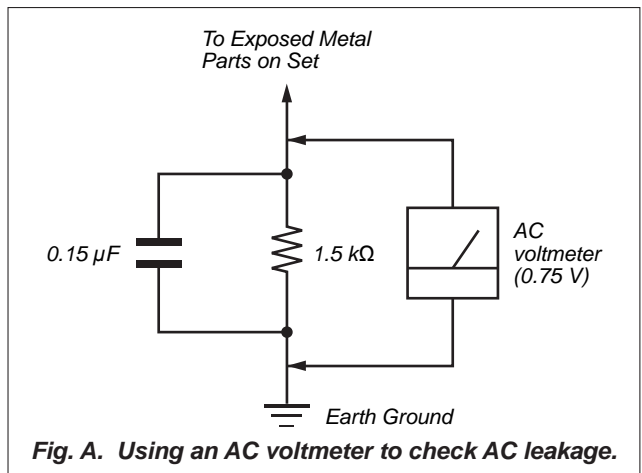 To Exposed Metal
Parts on Set
0.15 µF
1.5 kΩ
AC
voltmeter
(0.75 V)
Earth Ground
Fig. A. Using an AC voltmeter to check AC leakage.